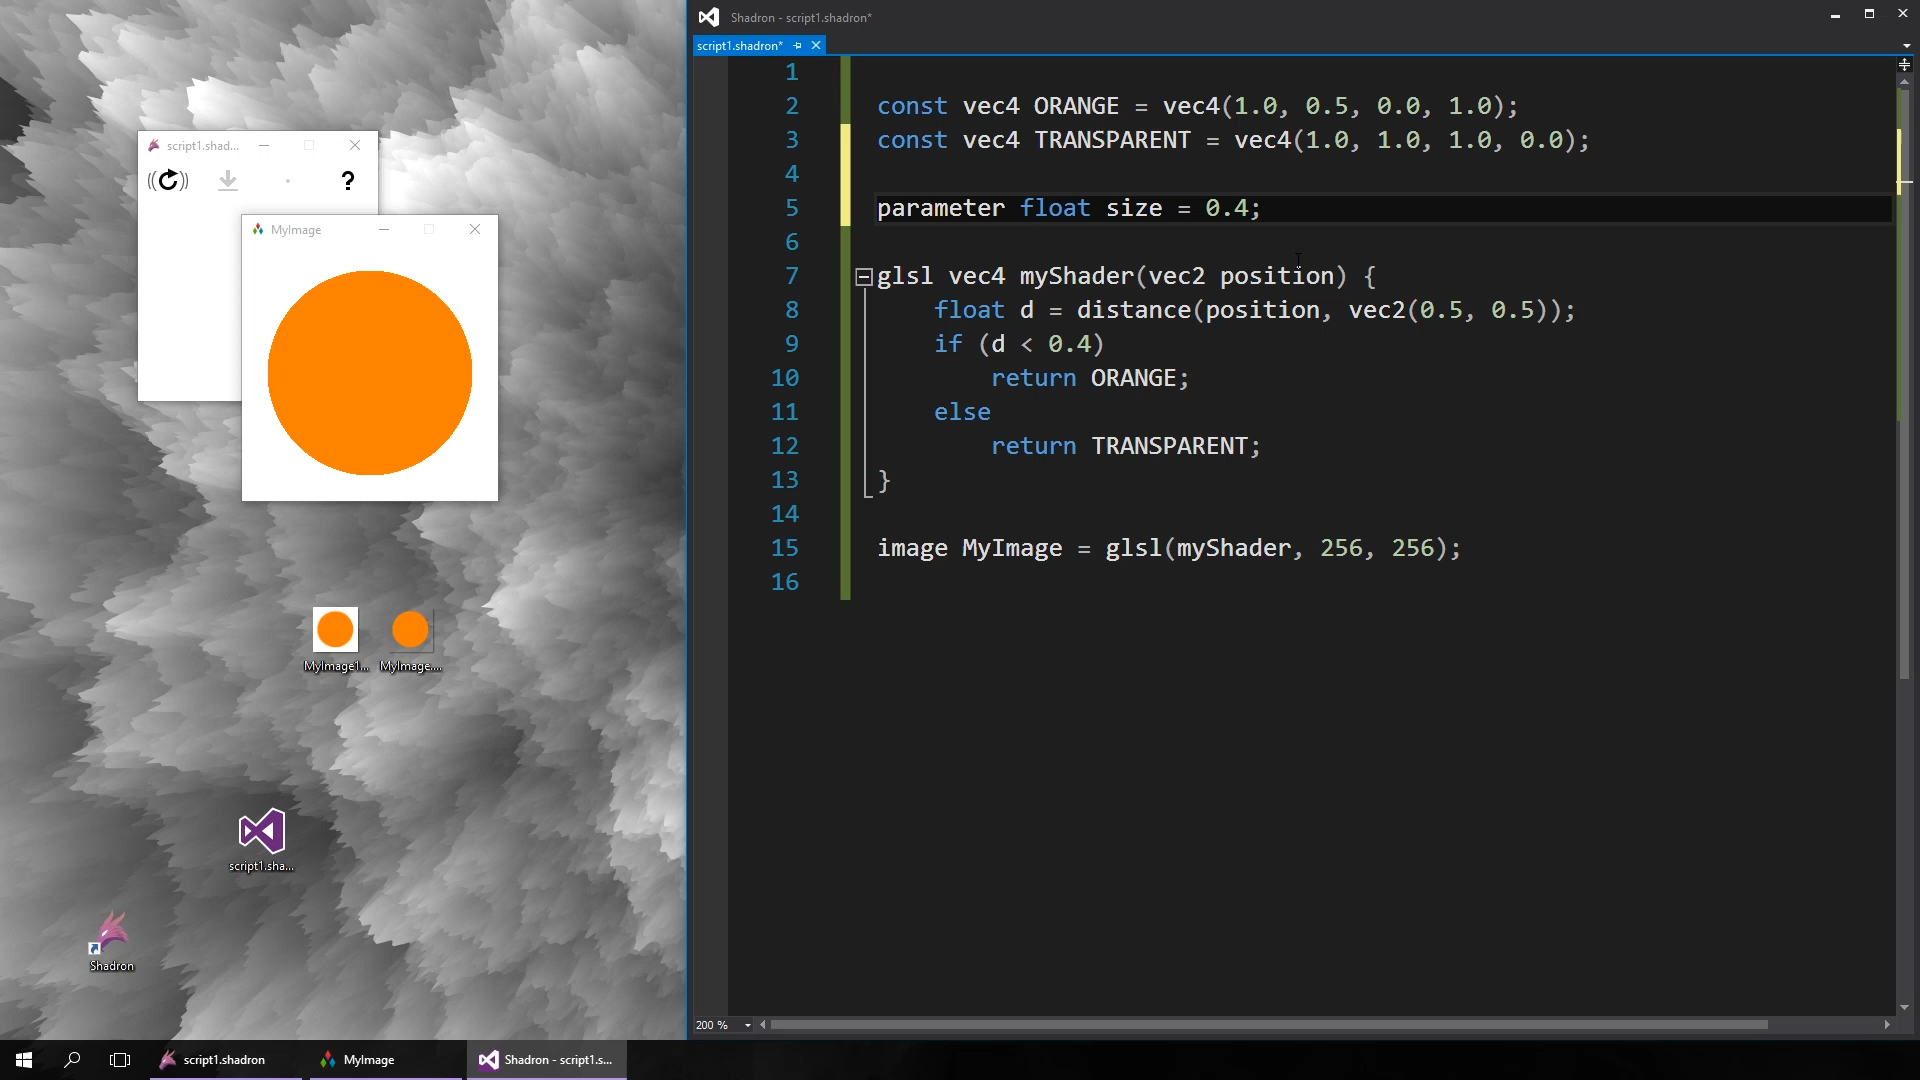 script1.shad...
?
MyImage
MyImage1...
MyImage....
script1.sha...
Shadron
Shadron - script1.shadron*
script1.shadron*
1
2 const vec4 ORANGE = vec4(1.0, 0.5, 0.0, 1.0);
3 const vec4 TRANSPARENT = vec4(1.0, 1.0, 1.0, 0.0);
4
5 parameter float size = 0.4;
6
7 glsl vec4 myShader(vec2 position) {
8 float d = distance(position, vec2(0.5, 0.5));
9 if (d < 0.4)
10 return ORANGE;
11 else
12 return TRANSPARENT;
13 }
14
15 image MyImage = glsl(myShader, 256, 256);
16
200 %
script1.shadron
MyImage
Shadron - script1.s...